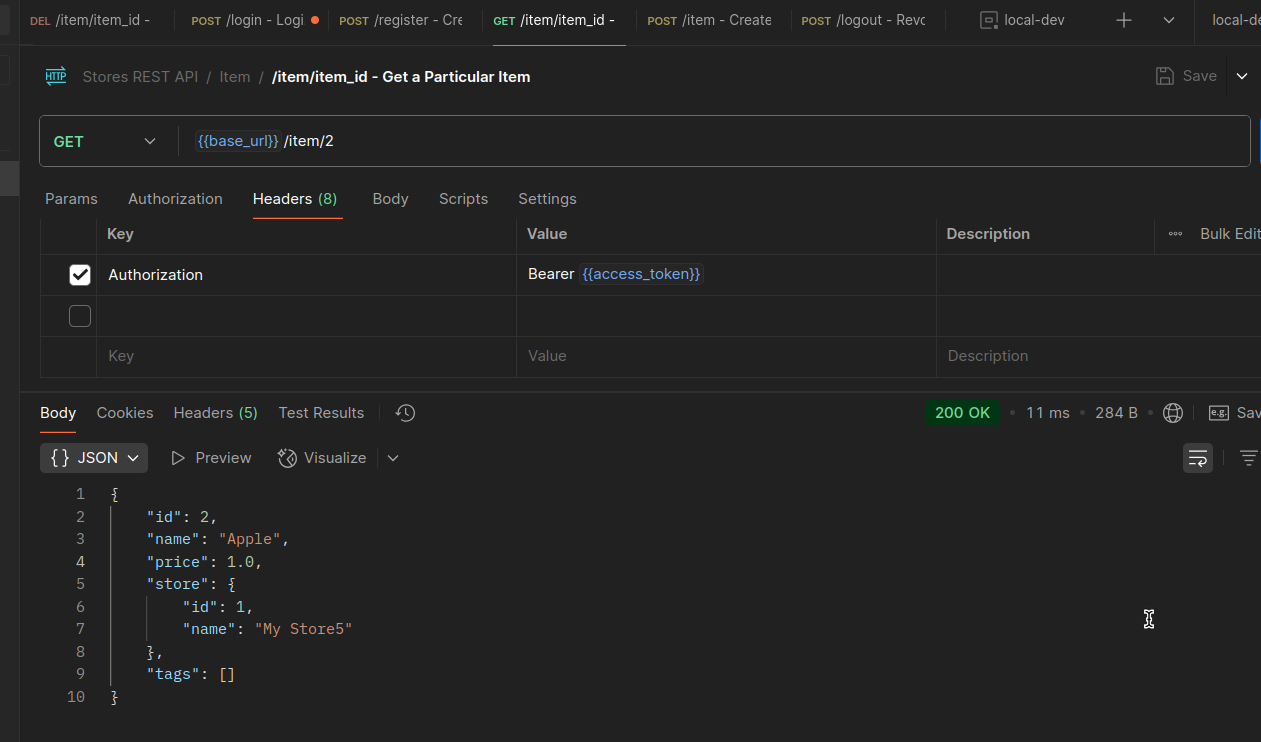 DEL /item/item_id - POST /login - Logi POST /register - Cre GET /item/item_id - POST /item - Create POST /logout - Revo local-dev local-de
HTTP Stores REST API / Item / /item/item_id - Get a Particular Item Save
GET {{base_url}} /item/2
Params Authorization Headers (8) Body Scripts Settings
Key Value Description Bulk Edit
Authorization Bearer {{access_token}}
Key Value Description
Body Cookies Headers (5) Test Results 200 OK • 11 ms • 284 B • e.g. Sav
{ } JSON Preview Visualize
1 {
2 "id": 2,
3 "name": "Apple",
4 "price": 1.0,
5 "store": {
6 "id": 1,
7 "name": "My Store5"
8 },
9 "tags": []
10 }